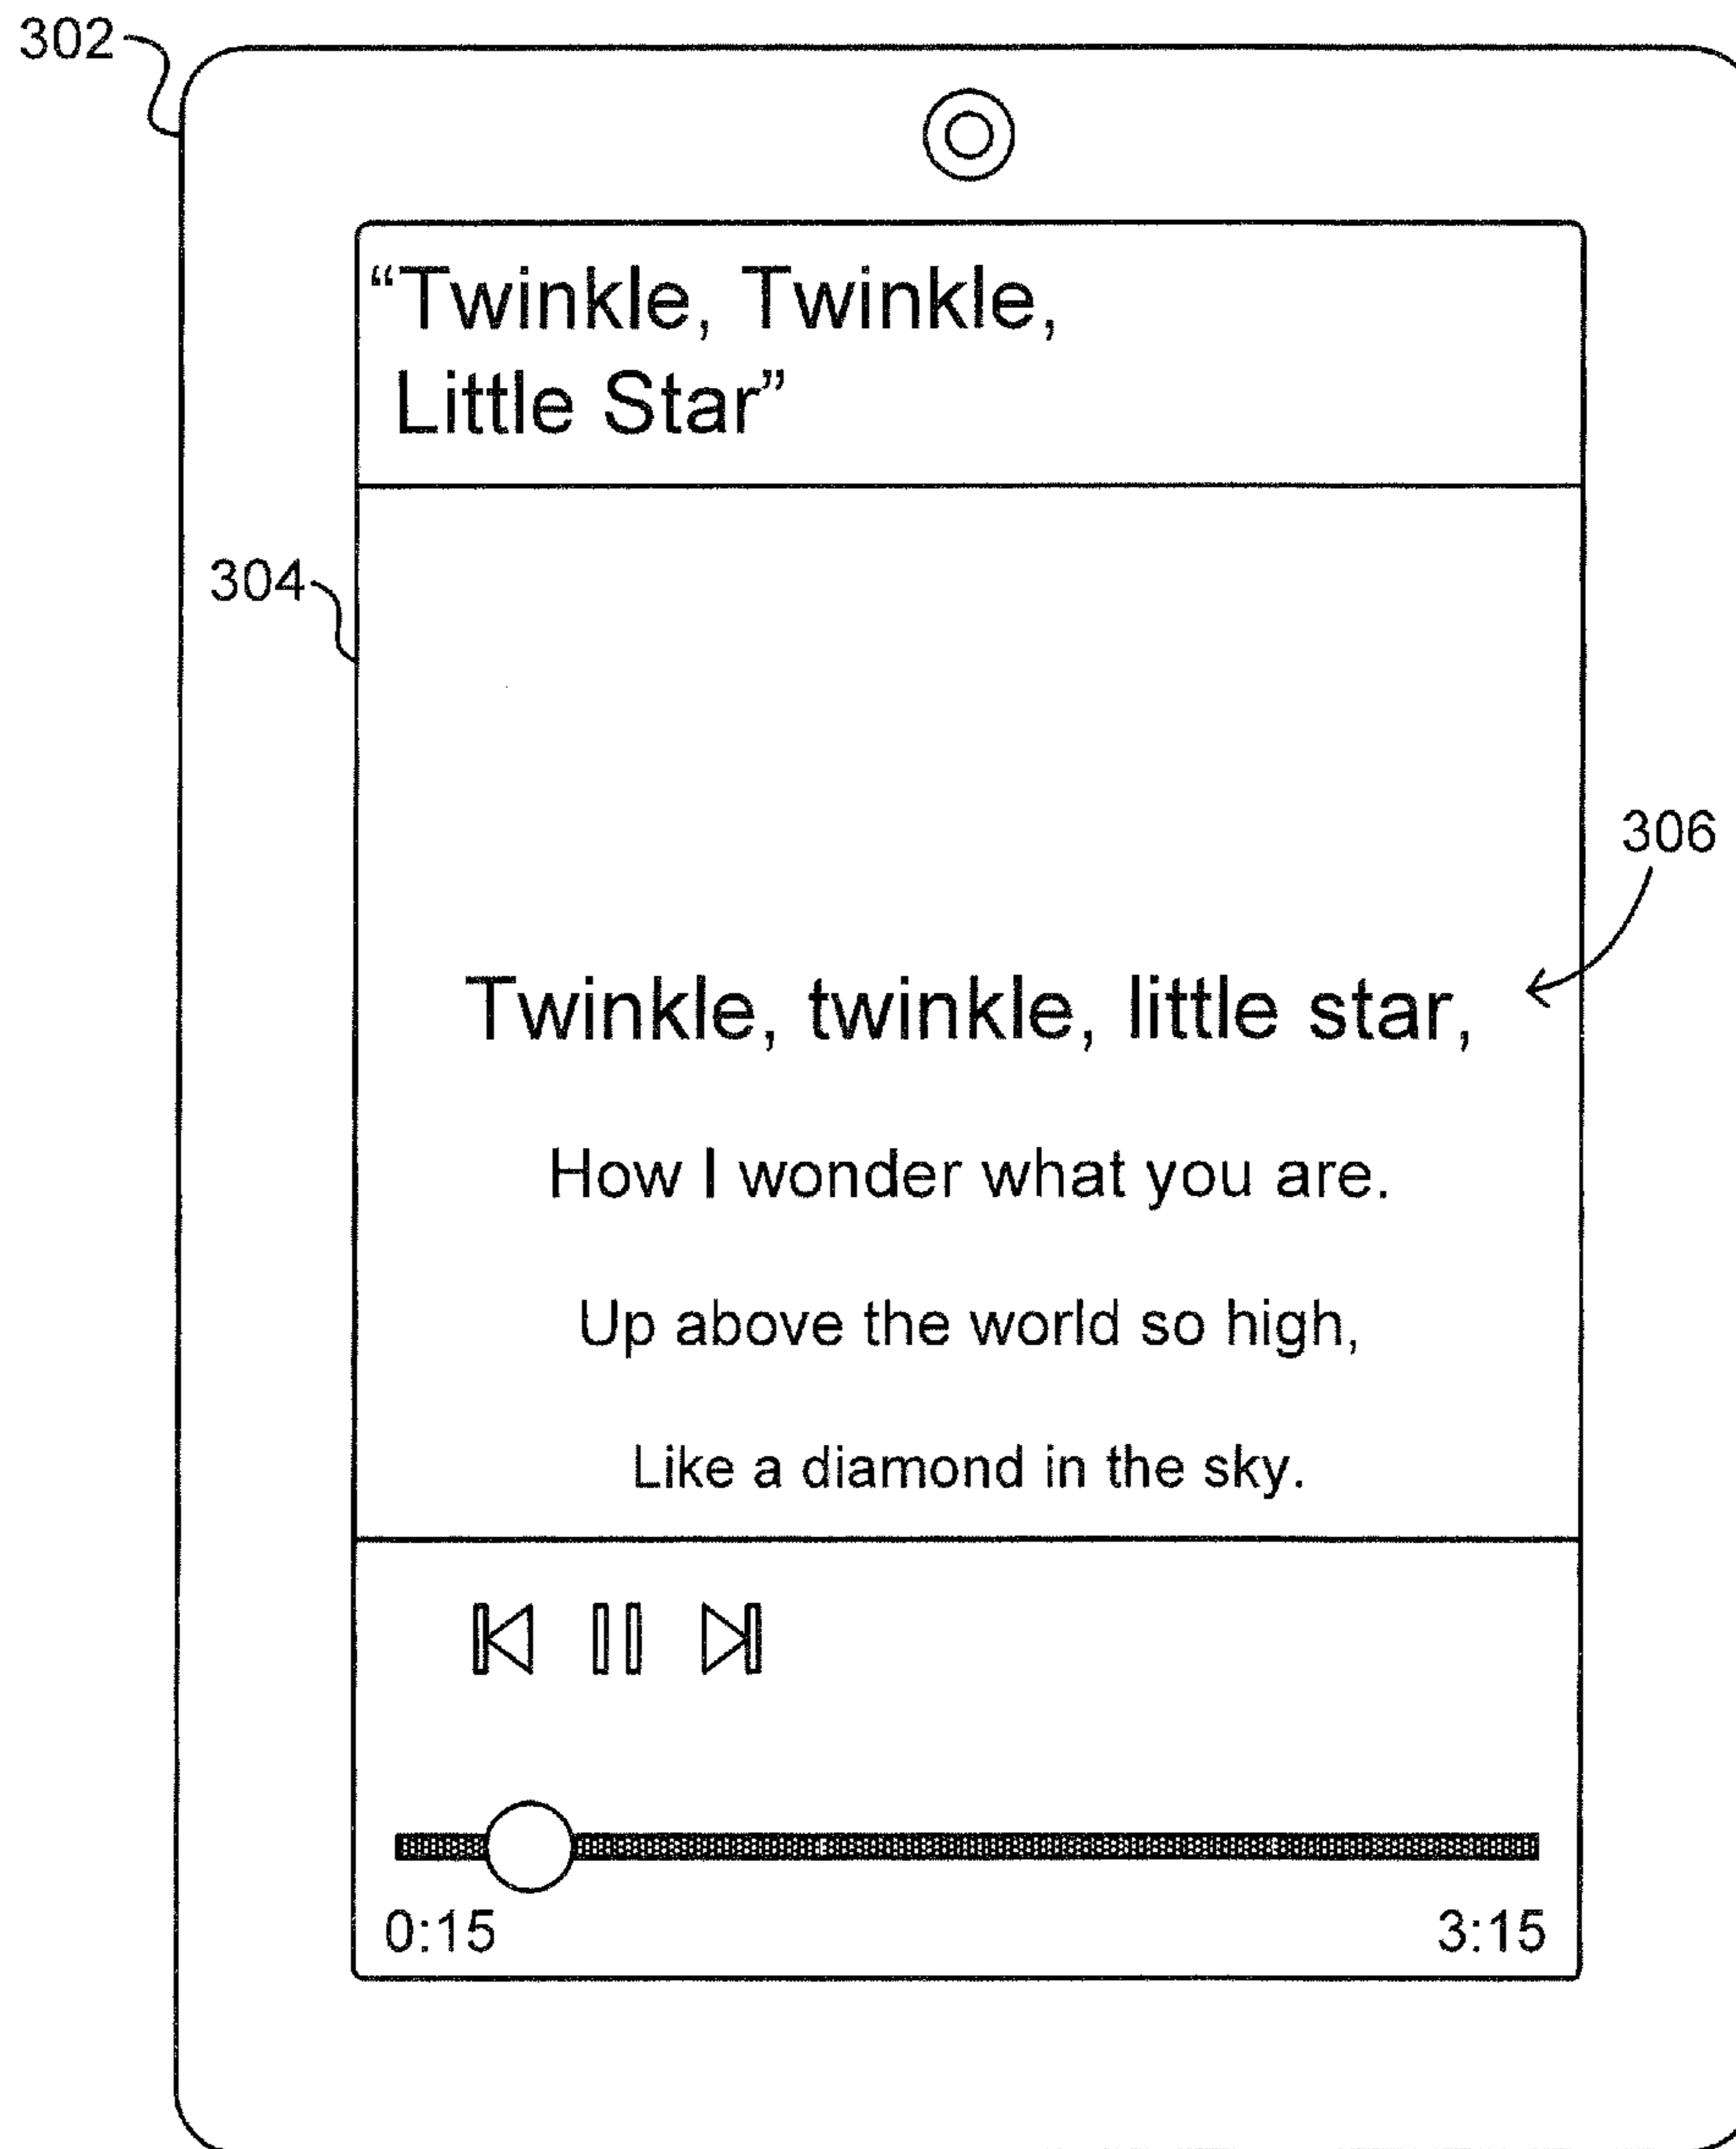 302
“Twinkle, Twinkle,
Little Star”
304
306
Twinkle, twinkle, little star,
How I wonder what you are.
Up above the world so high,
Like a diamond in the sky.
0:15 3:15